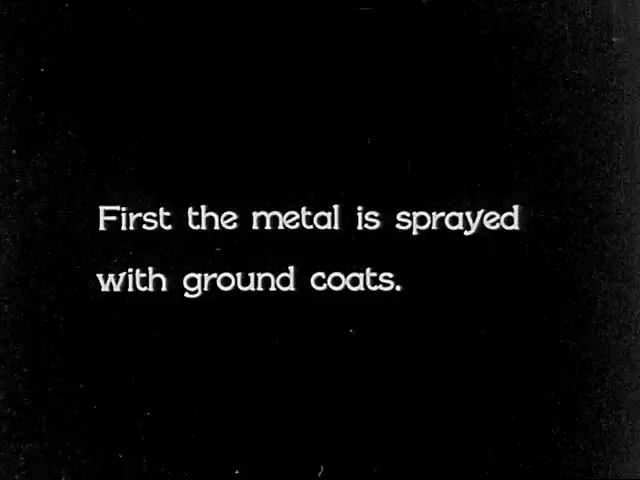 First the metal is sprayed
with ground coats.